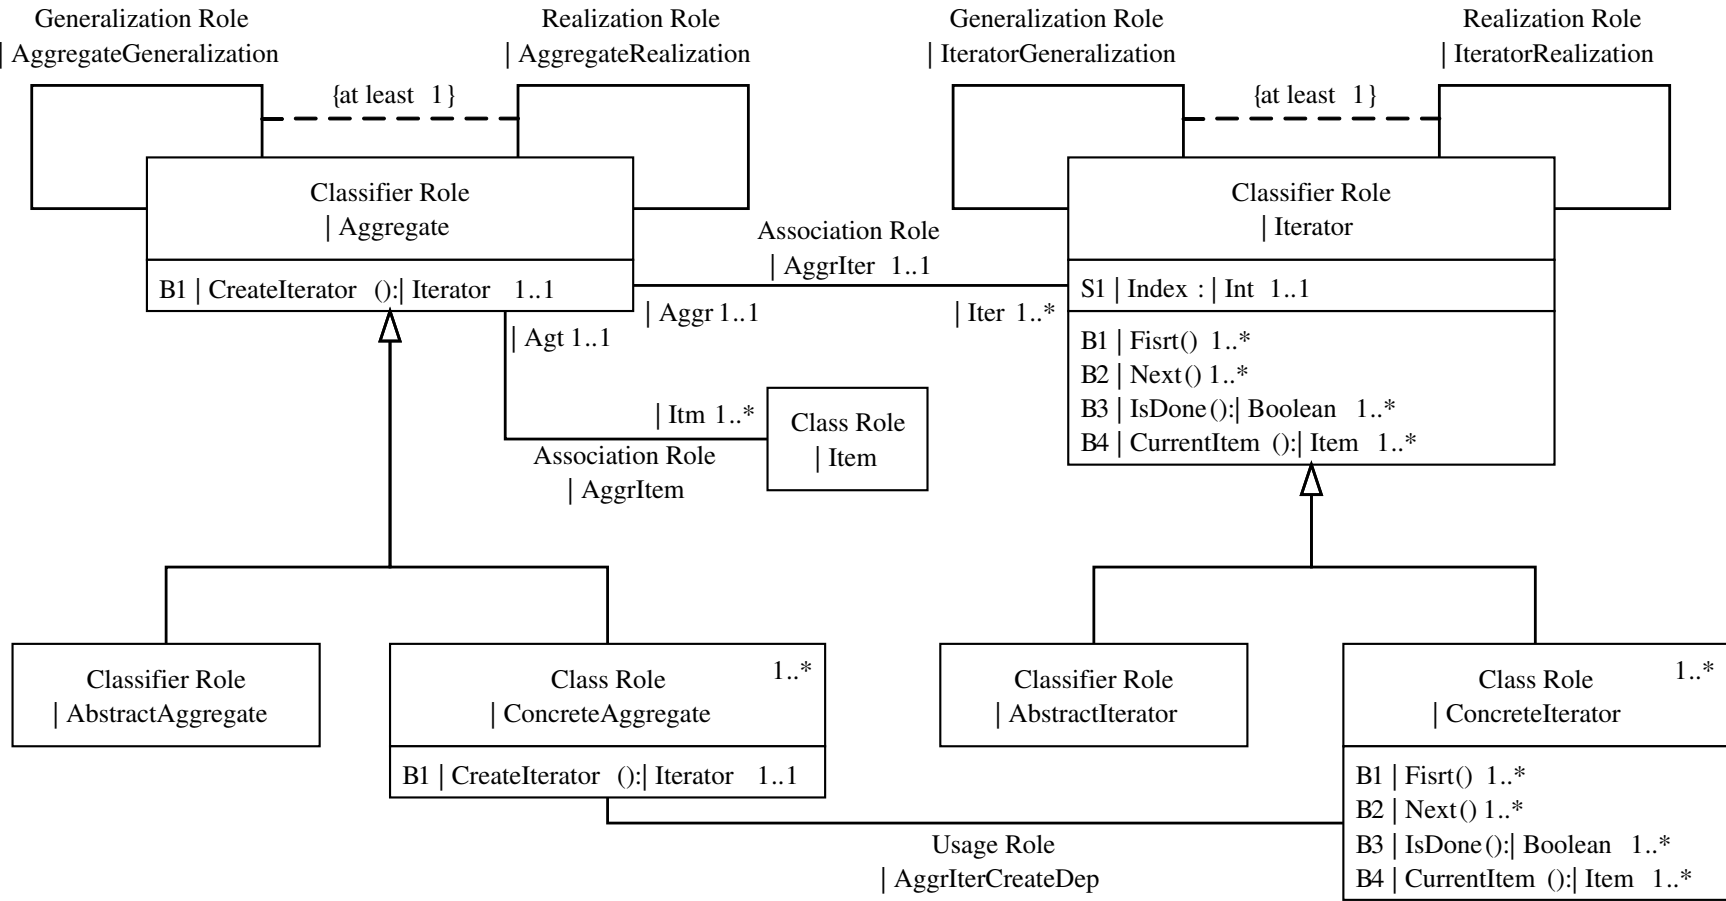 Generalization Role
| AggregateGeneralization
Realization Role
| AggregateRealization
Generalization Role
| IteratorGeneralization
Realization Role
| IteratorRealization
{at least 1}
{at least 1}
Classifier Role
| Aggregate
B1 | CreateIterator ():| Iterator 1..1
Association Role
| AggrIter 1..1
| Aggr 1..1
| Iter 1..*
Classifier Role
| Iterator
S1 | Index : | Int 1..1
B1 | Fisrt() 1..*
B2 | Next() 1..*
B3 | IsDone():| Boolean 1..*
B4 | CurrentItem ():| Item 1..*
| Agt 1..1
| Itm 1..*
Association Role
| AggrItem
Class Role
| Item
Classifier Role
| AbstractAggregate
1..*
Class Role
| ConcreteAggregate
B1 | CreateIterator ():| Iterator 1..1
Classifier Role
| AbstractIterator
1..*
Class Role
| ConcreteIterator
B1 | Fisrt() 1..*
B2 | Next() 1..*
B3 | IsDone():| Boolean 1..*
B4 | CurrentItem ():| Item 1..*
Usage Role
| AggrIterCreateDep